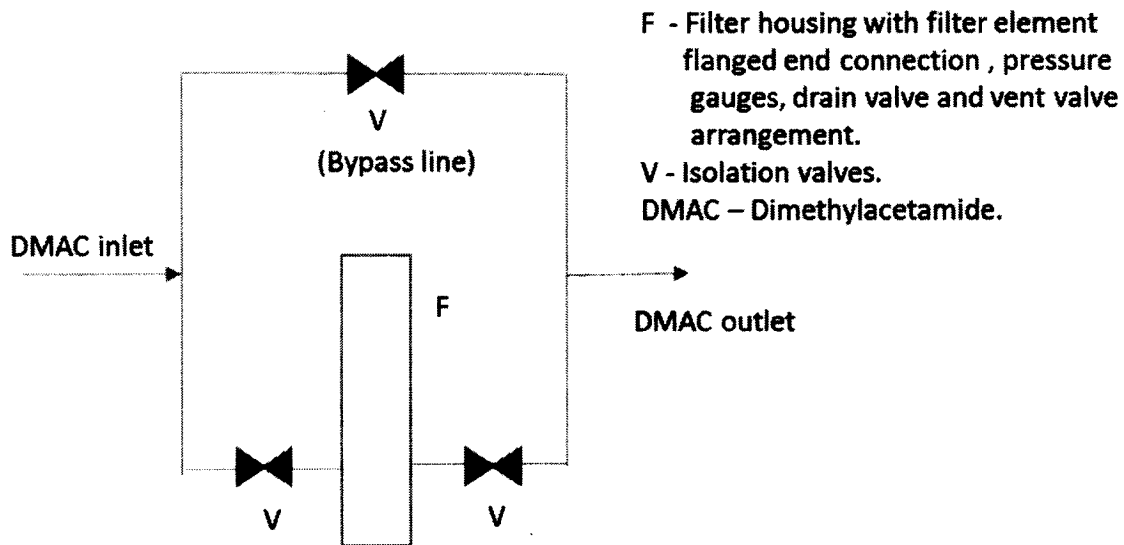 F - Filter housing with filter element
flanged end connection , pressure
gauges, drain valve and vent valve
arrangement.
V - Isolation valves.
DMAC – Dimethylacetamide.
V
(Bypass line)
DMAC inlet
F
DMAC outlet
V
V